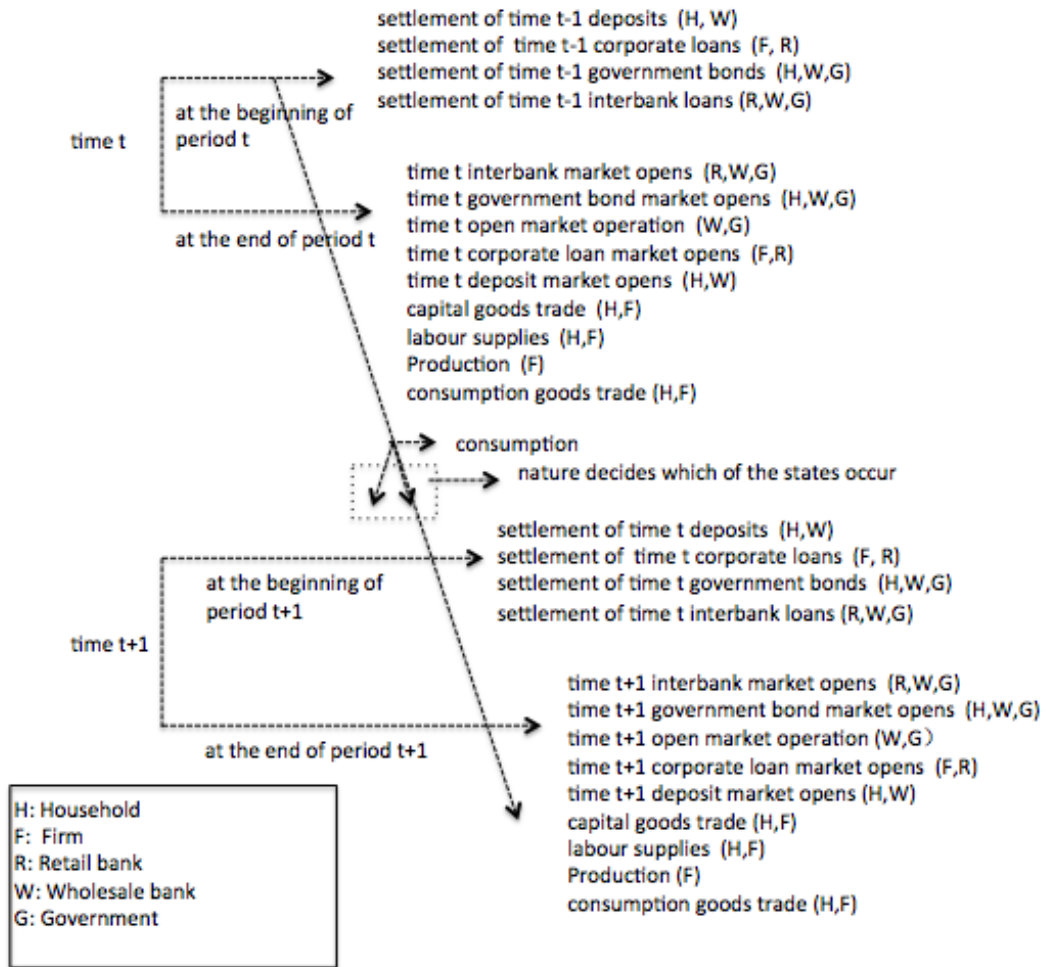 settlement of time t-1 deposits (H, W)
settlement of time t-1 corporate loans (F, R)
settlement of time t-1 government bonds (H,W,G)
settlement of time t-1 interbank loans (R,W,G)
at the beginning of
period t
time t
time t interbank market opens (R,W,G)
time t government bond market opens (H,W,G)
time t open market operation (W,G)
time t corporate loan market opens (F,R)
time t deposit market opens (H,W)
capital goods trade (H,F)
labour supplies (H,F)
Production (F)
consumption goods trade (H,F)
at the end of period t
consumption
nature decides which of the states occur
settlement of time t deposits (H,W)
settlement of time t corporate loans (F, R)
settlement of time t government bonds (H,W,G)
settlement of time t interbank loans (R,W,G)
at the beginning of
period t+1
time t+1
time t+1 interbank market opens (R,W,G)
time t+1 government bond market opens (H,W,G)
time t+1 open market operation (W,G）
time t+1 corporate loan market opens (F,R)
time t+1 deposit market opens (H,W)
capital goods trade (H,F)
labour supplies (H,F)
Production (F)
consumption goods trade (H,F)
at the end of period t+1
H: Household
F: Firm
R: Retail bank
W: Wholesale bank
G: Government